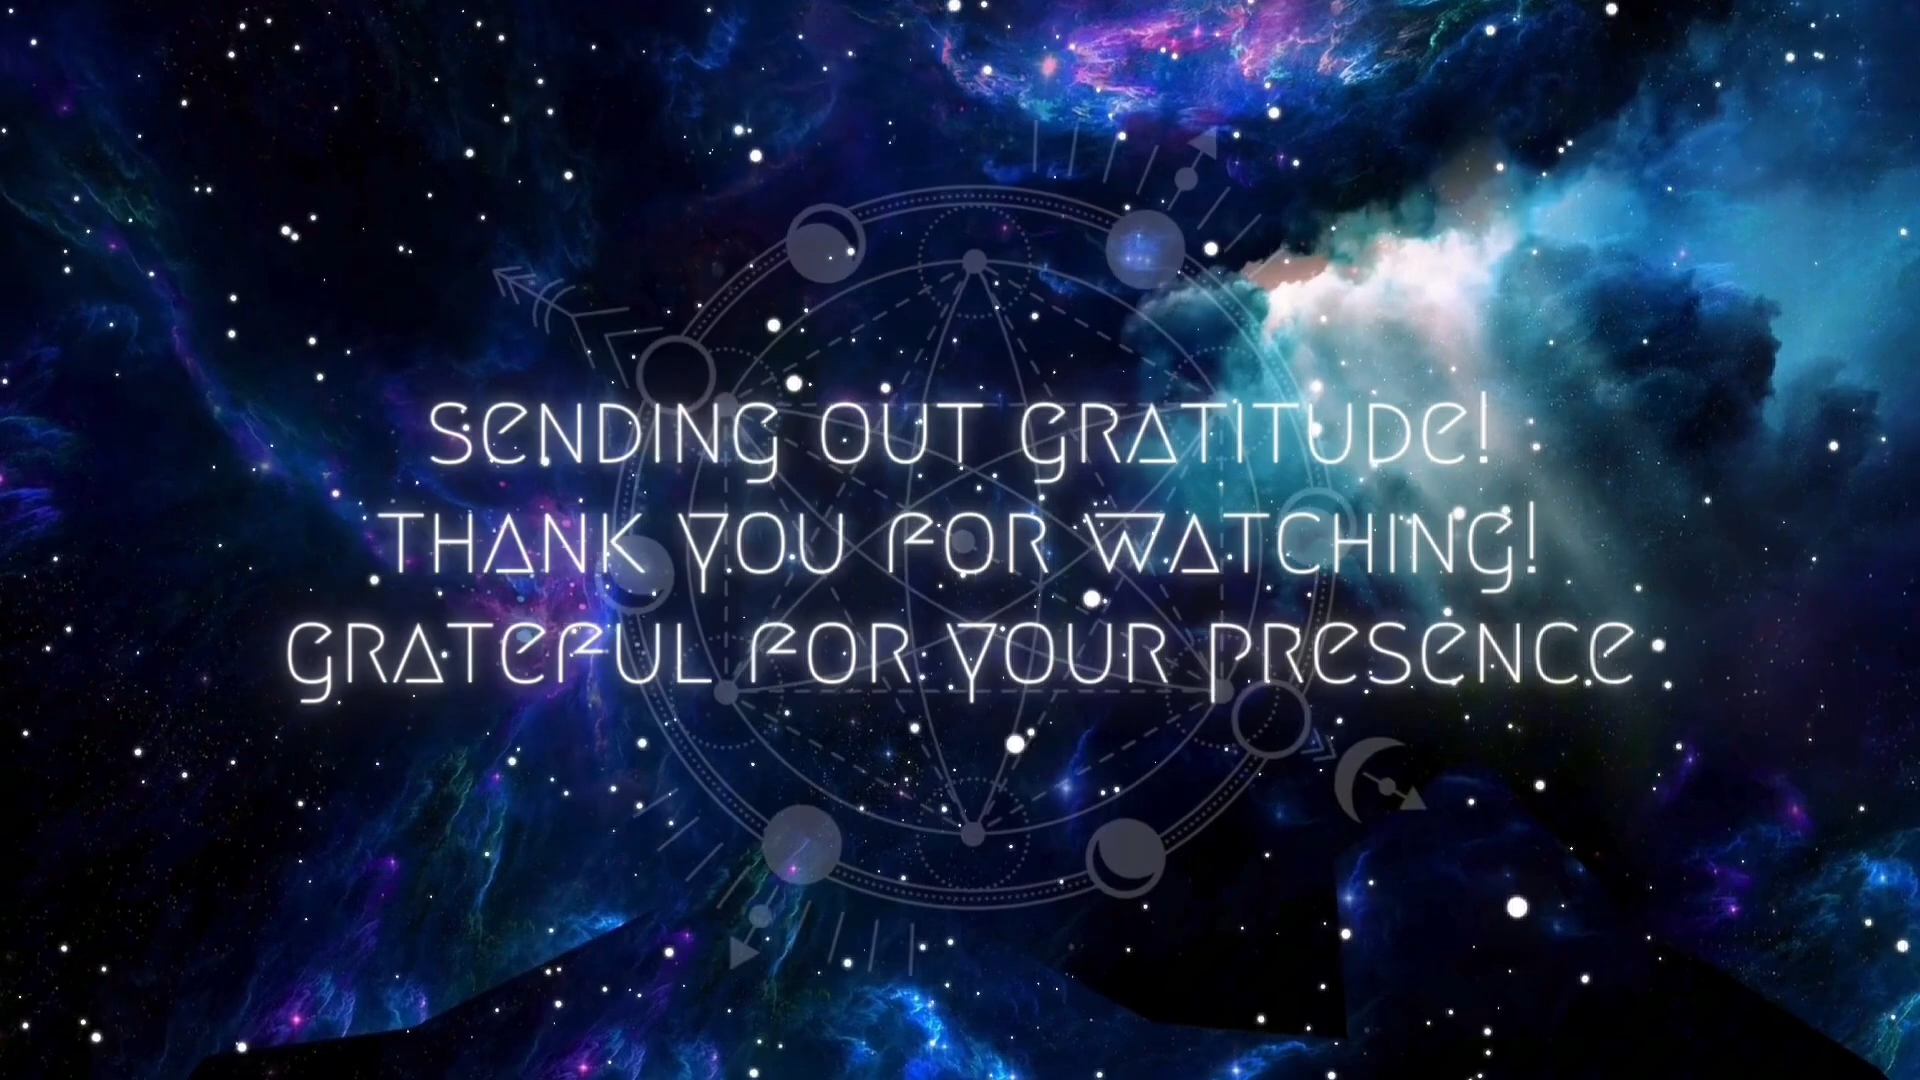 SENDING OUT GRATITUDE!
THANK YOU FOR WATCHING!
GRATEFUL FOR YOUR PRESENCE